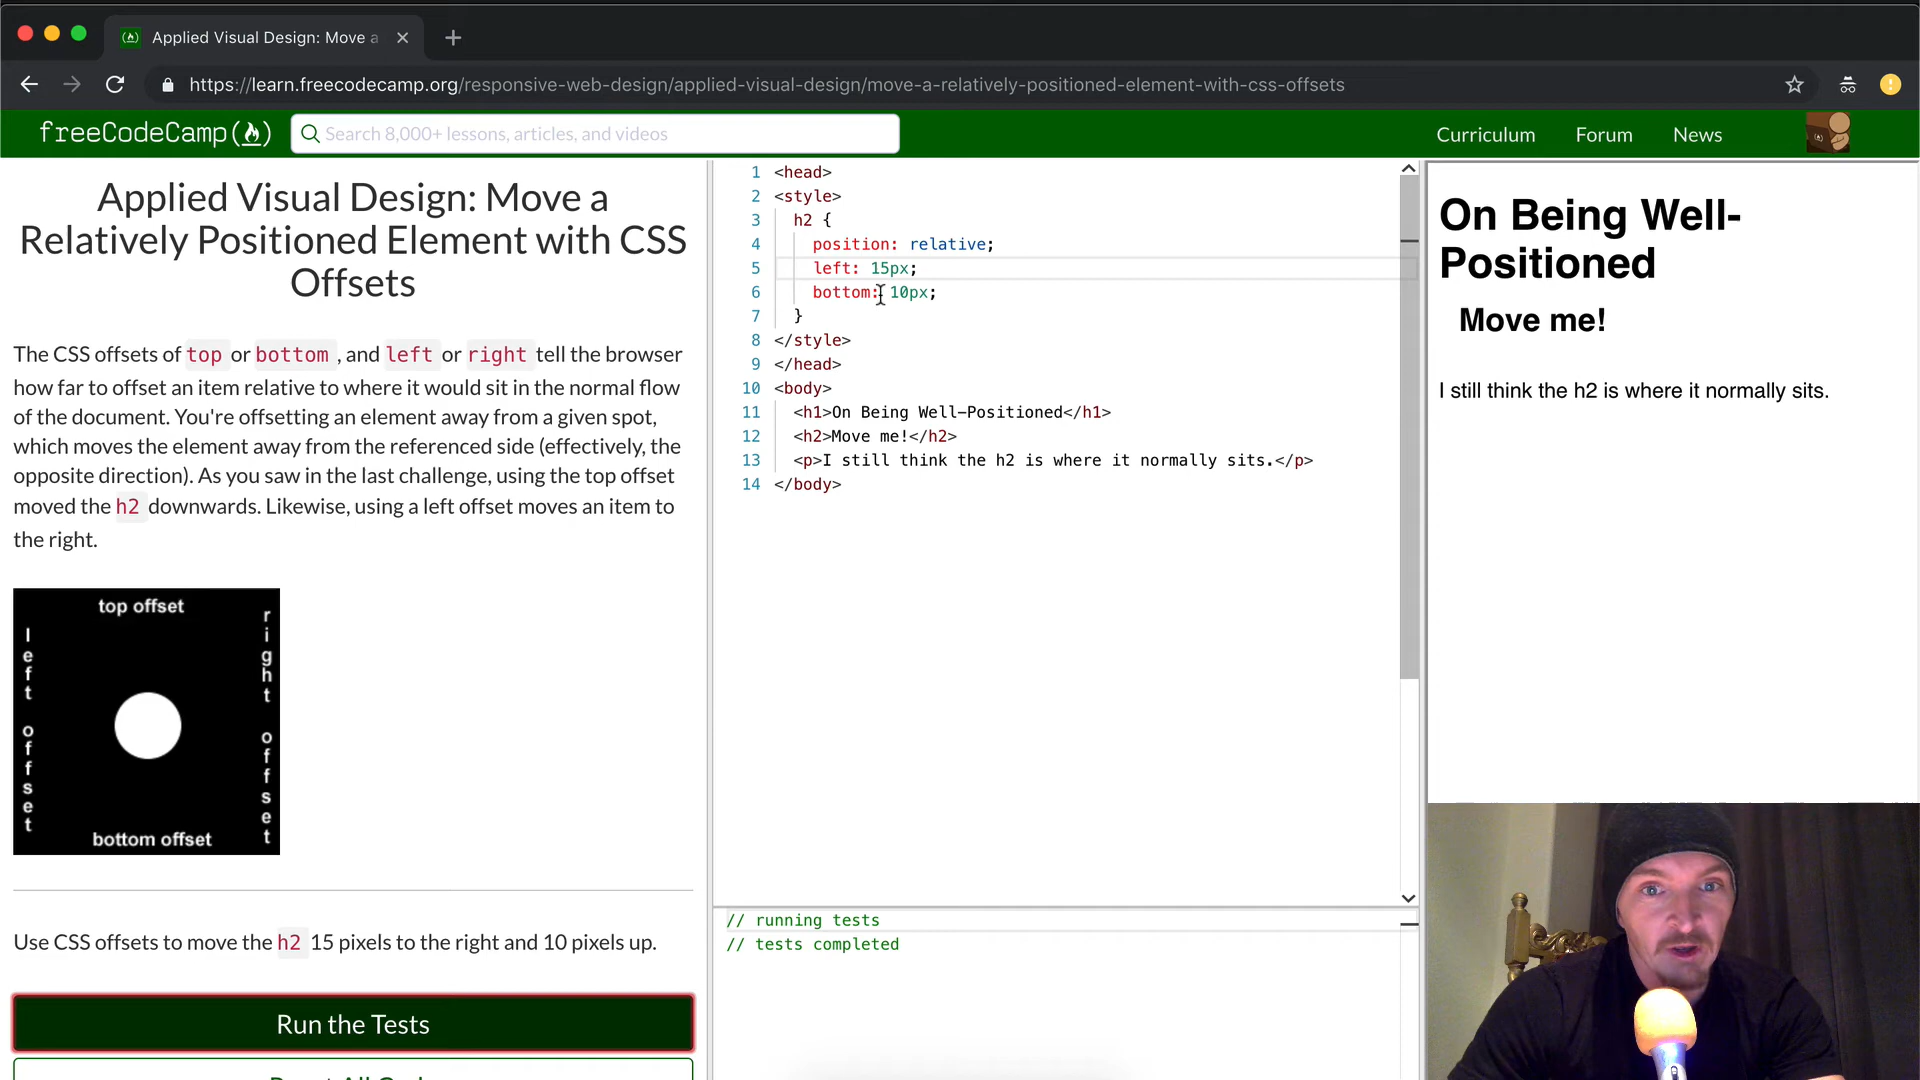 Applied Visual Design: Move a
https://learn.freecodecamp.org/responsive-web-design/applied-visual-design/move-a-relatively-positioned-element-with-css-offsets
freeCodeCamp
Search 8,000+ lessons, articles, and videos
Curriculum Forum News
Applied Visual Design: Move a
Relatively Positioned Element with CSS
Offsets
The CSS offsets of top or bottom , and left or right tell the browser
how far to offset an item relative to where it would sit in the normal flow
of the document. You're offsetting an element away from a given spot,
which moves the element away from the referenced side (effectively, the
opposite direction). As you saw in the last challenge, using the top offset
moved the h2 downwards. Likewise, using a left offset moves an item to
the right.
top offset
left offset
right offset
bottom offset
Use CSS offsets to move the h2 15 pixels to the right and 10 pixels up.
Run the Tests
1 <head>
2 <style>
3 h2 {
4 position: relative;
5 left: 15px;
6 bottom: 10px;
7 }
8 </style>
9 </head>
10 <body>
11 <h1>On Being Well-Positioned</h1>
12 <h2>Move me!</h2>
13 <p>I still think the h2 is where it normally sits.</p>
14 </body>
// running tests
// tests completed
On Being Well-
Positioned
Move me!
I still think the h2 is where it normally sits.